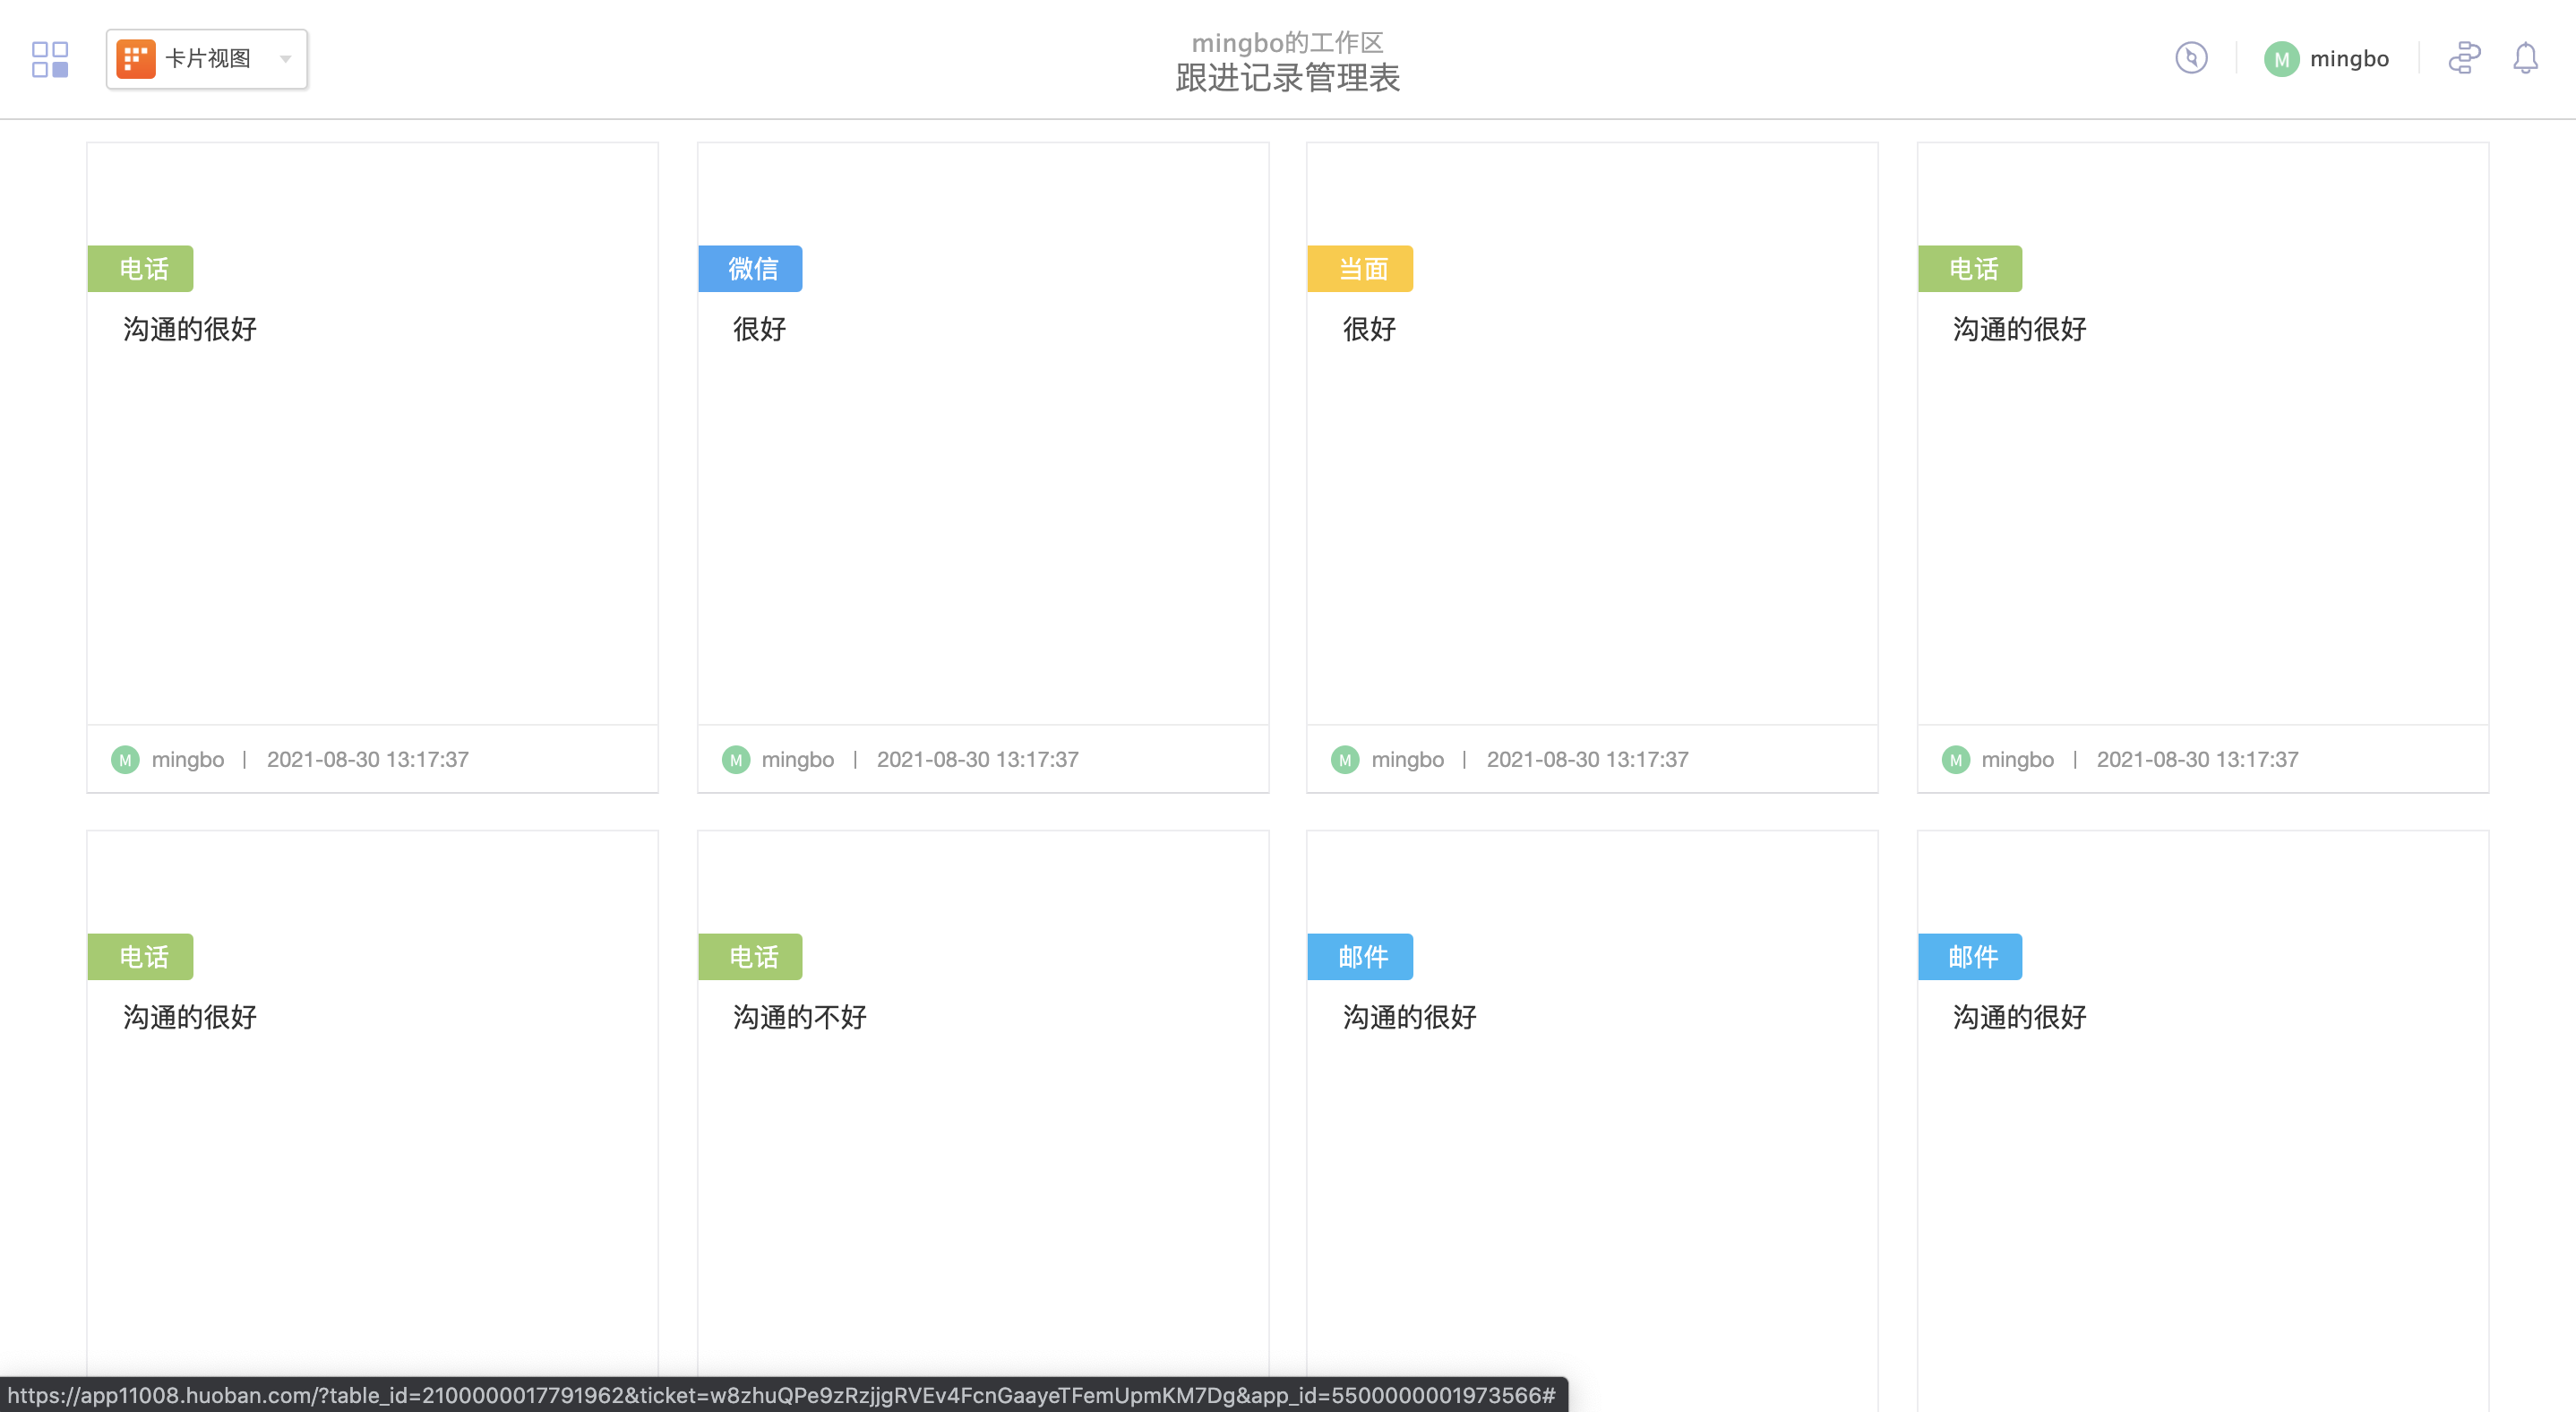 卡片视图
mingbo的工作区
跟进记录管理表
M mingbo
电话
沟通的很好
M mingbo | 2021-08-30 13:17:37
微信
很好
M mingbo | 2021-08-30 13:17:37
当面
很好
M mingbo | 2021-08-30 13:17:37
电话
沟通的很好
M mingbo | 2021-08-30 13:17:37
电话
沟通的很好
电话
沟通的不好
邮件
沟通的很好
邮件
沟通的很好
https://app11008.huoban.com/?table_id=2100000017791962&ticket=w8zhuQPe9zRzjjgRVEv4FcnGaayeTFemUpmKM7Dg&app_id=5500000001973566#